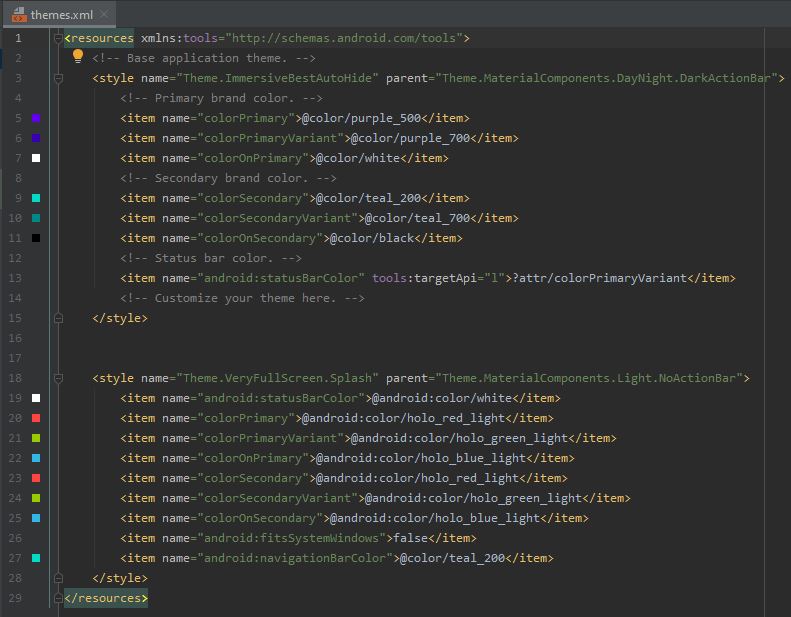 themes.xml
1 <resources xmlns:tools="http://schemas.android.com/tools">
2 <!-- Base application theme. -->
3 <style name="Theme.ImmersiveBestAutoHide" parent="Theme.MaterialComponents.DayNight.DarkActionBar">
4 <!-- Primary brand color. -->
5 <item name="colorPrimary">@color/purple_500</item>
6 <item name="colorPrimaryVariant">@color/purple_700</item>
7 <item name="colorOnPrimary">@color/white</item>
8 <!-- Secondary brand color. -->
9 <item name="colorSecondary">@color/teal_200</item>
10 <item name="colorSecondaryVariant">@color/teal_700</item>
11 <item name="colorOnSecondary">@color/black</item>
12 <!-- Status bar color. -->
13 <item name="android:statusBarColor" tools:targetApi="l">?attr/colorPrimaryVariant</item>
14 <!-- Customize your theme here. -->
15 </style>
16
17
18 <style name="Theme.VeryFullScreen.Splash" parent="Theme.MaterialComponents.Light.NoActionBar">
19 <item name="android:statusBarColor">@android:color/white</item>
20 <item name="colorPrimary">@android:color/holo_red_light</item>
21 <item name="colorPrimaryVariant">@android:color/holo_green_light</item>
22 <item name="colorOnPrimary">@android:color/holo_blue_light</item>
23 <item name="colorSecondary">@android:color/holo_red_light</item>
24 <item name="colorSecondaryVariant">@android:color/holo_green_light</item>
25 <item name="colorOnSecondary">@android:color/holo_blue_light</item>
26 <item name="android:fitsSystemWindows">false</item>
27 <item name="android:navigationBarColor">@color/teal_200</item>
28 </style>
29 </resources>